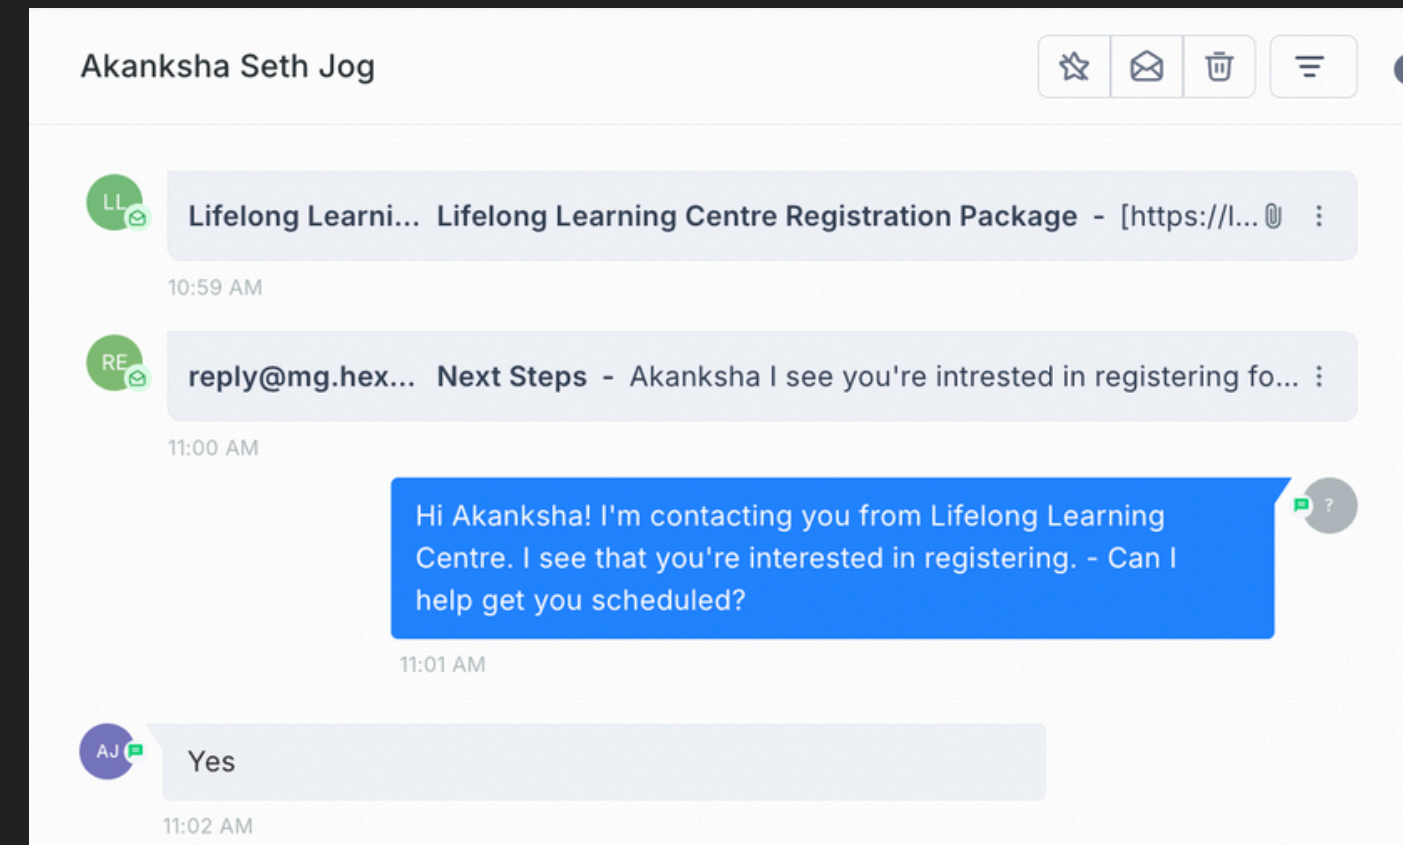 Akanksha Seth Jog
LL
Lifelong Learni... Lifelong Learning Centre Registration Package - [https://l...
10:59 AM
RE
reply@mg.hex... Next Steps - Akanksha I see you're intrested in registering fo...
11:00 AM
Hi Akanksha! I'm contacting you from Lifelong Learning
Centre. I see that you're interested in registering. - Can I
help get you scheduled?
?
11:01 AM
AJ
Yes
11:02 AM